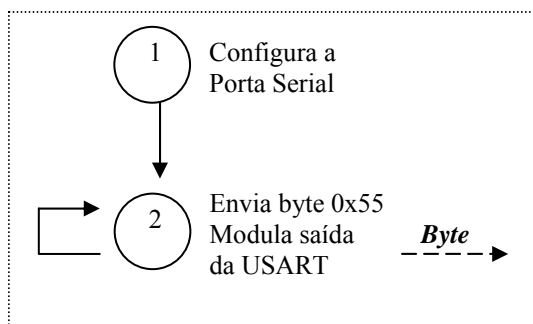 1
Configura a
Porta Serial
2
Envia byte 0x55
Modula saída
da USART
Byte